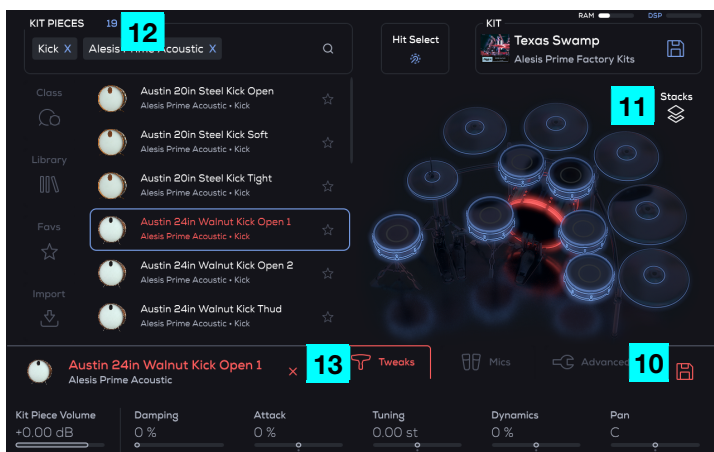 KIT PIECES 19
12
Kick X Alesis Prime Acoustic X
Hit Select
RAM DSP
KIT
Texas Swamp
Alesis Prime Factory Kits
11
Stacks
Class
Library
Favs
Import
Austin 20in Steel Kick Open
Alesis Prime Acoustic • Kick
Austin 20in Steel Kick Soft
Alesis Prime Acoustic • Kick
Austin 20in Steel Kick Tight
Alesis Prime Acoustic • Kick
Austin 24in Walnut Kick Open 1
Alesis Prime Acoustic • Kick
Austin 24in Walnut Kick Open 2
Alesis Prime Acoustic • Kick
Austin 24in Walnut Kick Thud
Alesis Prime Acoustic • Kick
Austin 24in Walnut Kick Open 1 ×
Alesis Prime Acoustic
13
Tweaks
Mics
Advanced
10
Kit Piece Volume
+0.00 dB
Damping
0 %
Attack
0 %
Tuning
0.00 st
Dynamics
0 %
Pan
C